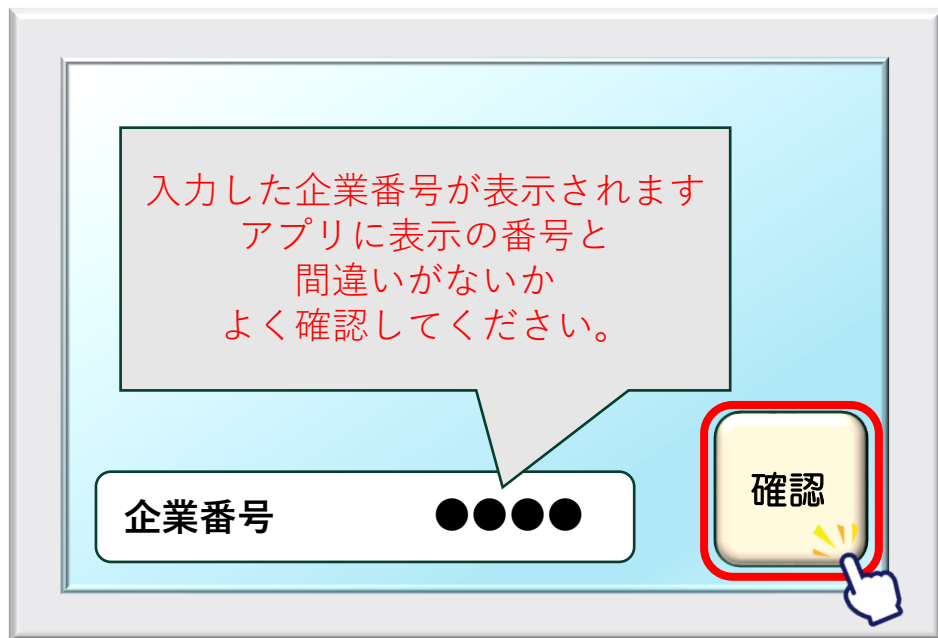 入力した企業番号が表示されます
アプリに表示の番号と
間違いがないか
よく確認してください。
確認
企業番号 ●●●●